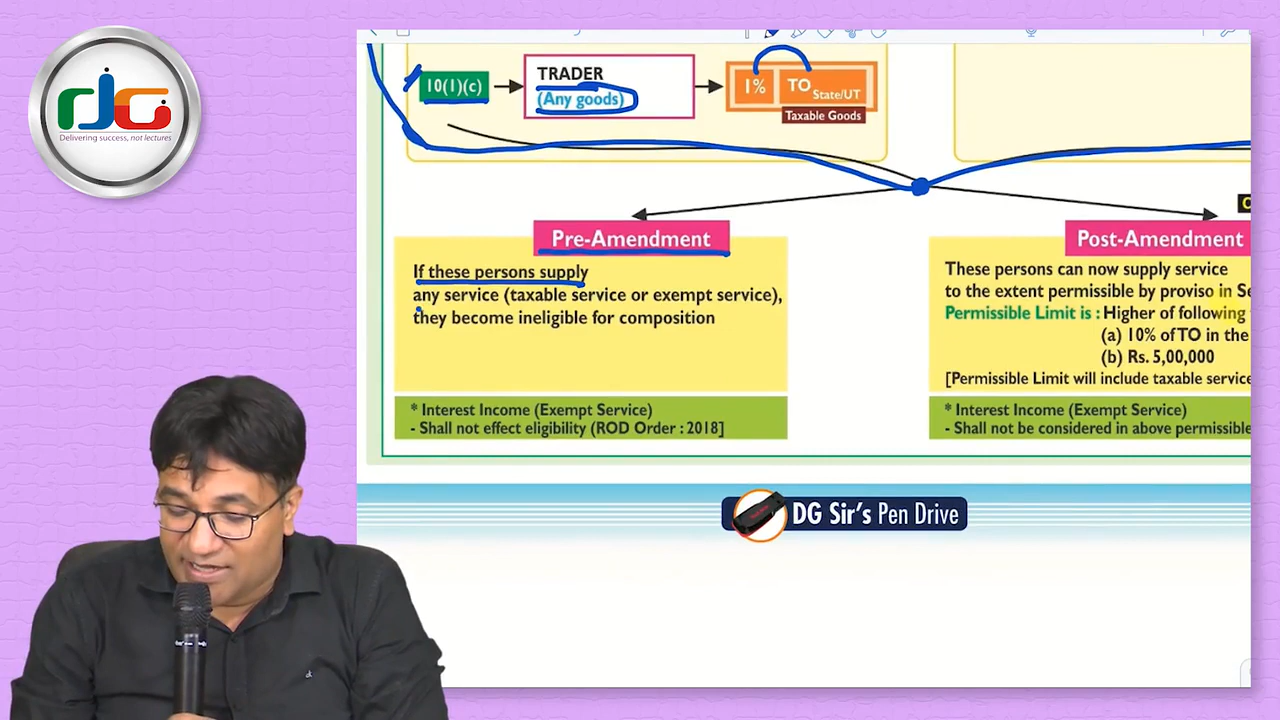 Delivering success, not lectures
10(1)(c)
TRADER
(Any goods)
1%
TO State/UT
Taxable Goods
Pre-Amendment
If these persons supply
any service (taxable service or exempt service),
they become ineligible for composition
* Interest Income (Exempt Service)
- Shall not effect eligibility (ROD Order : 2018]
Post-Amendment
These persons can now supply service
to the extent permissible by proviso in Se
Permissible Limit is : Higher of following
(a) 10% of TO in the
(b) Rs. 5,00,000
[Permissible Limit will include taxable service
* Interest Income (Exempt Service)
- Shall not be considered in above permissible
DG Sir's Pen Drive